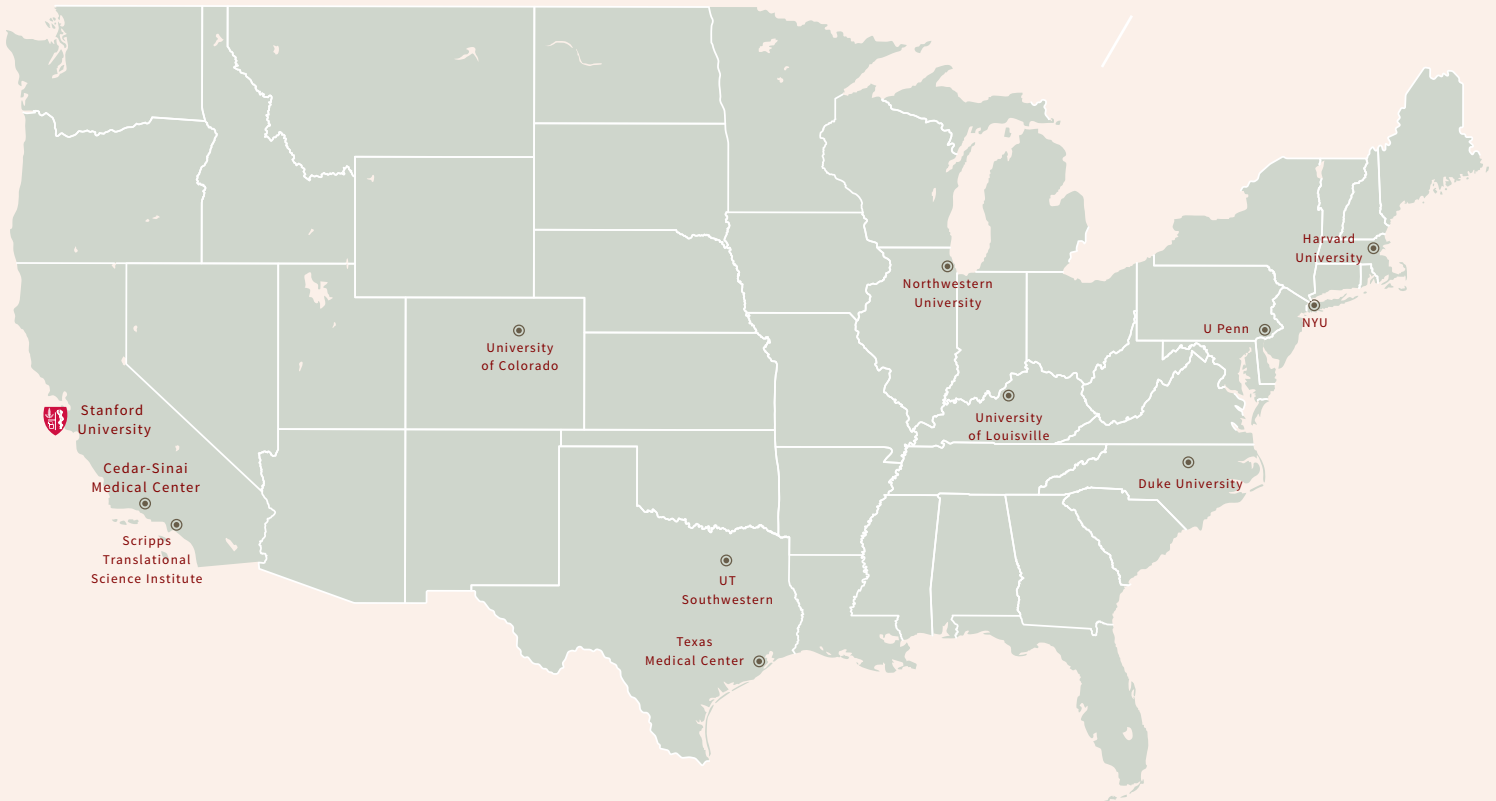 Harvard
University
Northwestern
University
NYU
U Penn
University
of Colorado
Stanford
University
University
of Louisville
Cedar-Sinai
Medical Center
Duke University
Scripps
Translational
Science Institute
UT
Southwestern
Texas
Medical Center